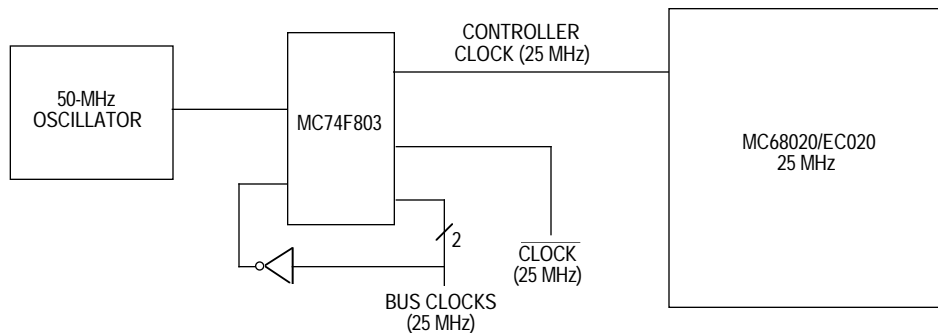 50-MHz
OSCILLATOR
MC74F803
CONTROLLER
CLOCK (25 MHz)
MC68020/EC020
25 MHz
2
CLOCK
(25 MHz)
BUS CLOCKS
(25 MHz)